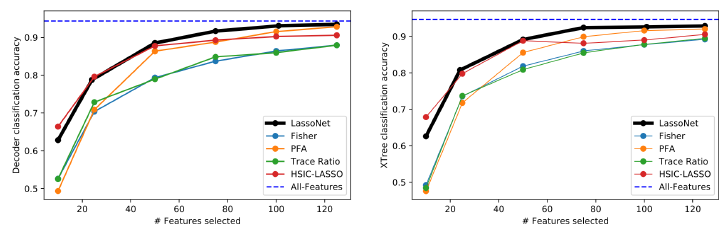 Decoder classification accuracy
0.9
0.8
0.7
0.6
0.5
20
40
60
80
100
120
# Features selected
LassoNet
Fisher
PFA
Trace Ratio
HSIC-LASSO
All-Features
XTree classification accuracy
0.9
0.8
0.7
0.6
0.5
20
40
60
80
100
120
# Features selected
LassoNet
Fisher
PFA
Trace Ratio
HSIC-LASSO
All-Features